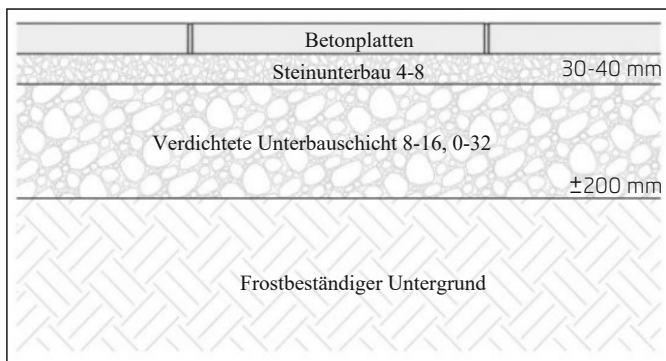 Betonplatten
Steinunterbau 4-8 30-40 mm
Verdichtete Unterbauschicht 8-16, 0-32
±200 mm
Frostbeständiger Untergrund